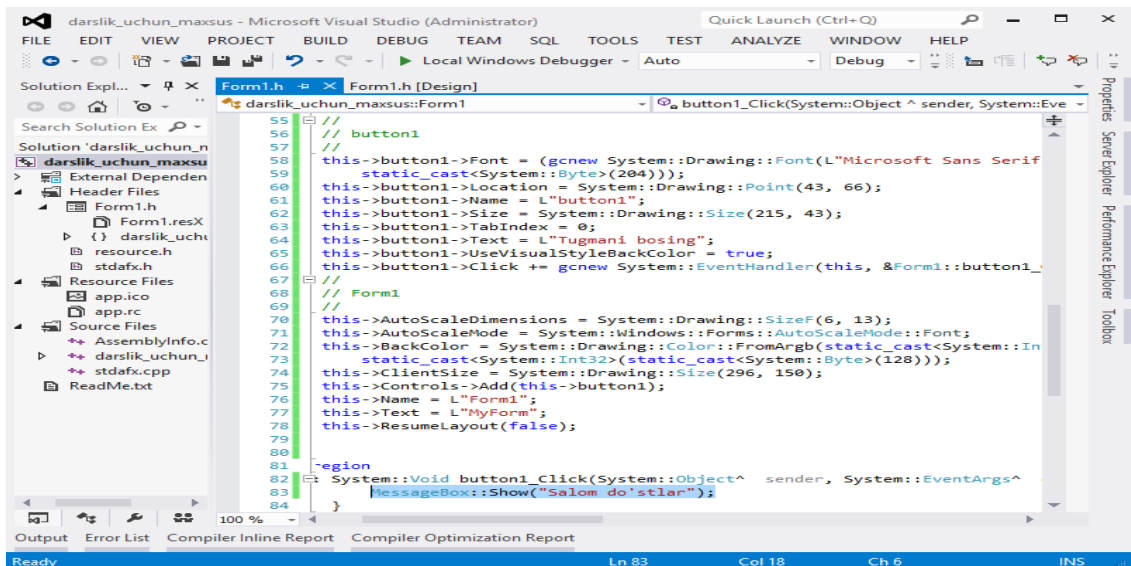 darslik_uchun_maxsus - Microsoft Visual Studio (Administrator)
Quick Launch (Ctrl+Q)
FILE EDIT VIEW PROJECT BUILD DEBUG TEAM SQL TOOLS TEST ANALYZE WINDOW HELP
Local Windows Debugger Auto Debug
Solution Expl...
Search Solution Ex
Solution 'darslik_uchun_n
darslik_uchun_maxsu
External Dependen
Header Files
Form1.h
Form1.resX
{} darslik_uchu
resource.h
stdafx.h
Resource Files
app.ico
app.rc
Source Files
AssemblyInfo.c
darslik_uchun_
stdafx.cpp
ReadMe.txt
Form1.h Form1.h [Design]
darslik_uchun_maxsus::Form1
button1_Click(System::Object ^ sender, System::Eve
55 //
56 // button1
57 //
58 this->button1->Font = (gcnew System::Drawing::Font(L"Microsoft Sans Serif
59 static_cast<System::Byte>(204)));
60 this->button1->Location = System::Drawing::Point(43, 66);
61 this->button1->Name = L"button1";
62 this->button1->Size = System::Drawing::Size(215, 43);
63 this->button1->TabIndex = 0;
64 this->button1->Text = L"Tugmani bosing";
65 this->button1->UseVisualStyleBackColor = true;
66 this->button1->Click += gcnew System::EventHandler(this, &Form1::button1_
67 //
68 // Form1
69 //
70 this->AutoScaleDimensions = System::Drawing::SizeF(6, 13);
71 this->AutoScaleMode = System::Windows::Forms::AutoScaleMode::Font;
72 this->BackColor = System::Drawing::Color::FromArgb(static_cast<System::In
73 static_cast<System::Int32>(static_cast<System::Byte>(128)));
74 this->ClientSize = System::Drawing::Size(296, 150);
75 this->Controls->Add(this->button1);
76 this->Name = L"Form1";
77 this->Text = L"MyForm";
78 this->ResumeLayout(false);
79
80
81 region
82 : System::Void button1_Click(System::Object^ sender, System::EventArgs^
83 MessageBox::Show("Salom do'stlar");
84 }
100 %
Properties
Server Explorer
Performance Explorer
Toolbox
Output Error List Compiler Inline Report Compiler Optimization Report
Ready Ln 83 Col 18 Ch 6 INS